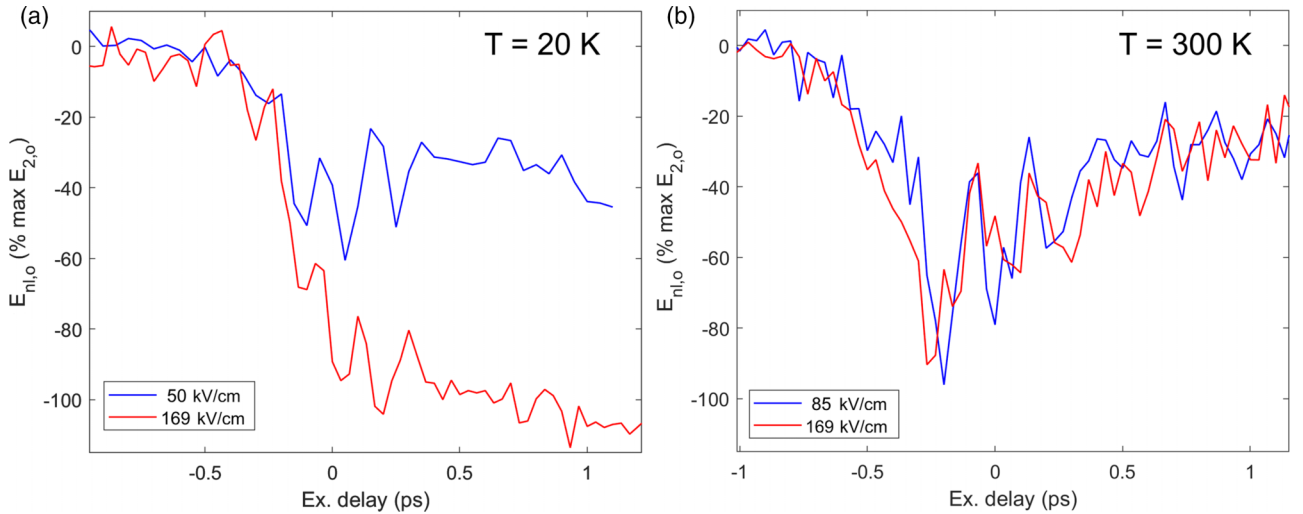 (a)
T = 20 K
0
-20
-40
-60
-80
-100
E_nl,o (% max E_2,o)
-0.5
0
0.5
1
Ex. delay (ps)
50 kV/cm
169 kV/cm
(b)
T = 300 K
0
-20
-40
-60
-80
-100
E_nl,o (% max E_2,o)
-1
-0.5
0
0.5
1
Ex. delay (ps)
85 kV/cm
169 kV/cm